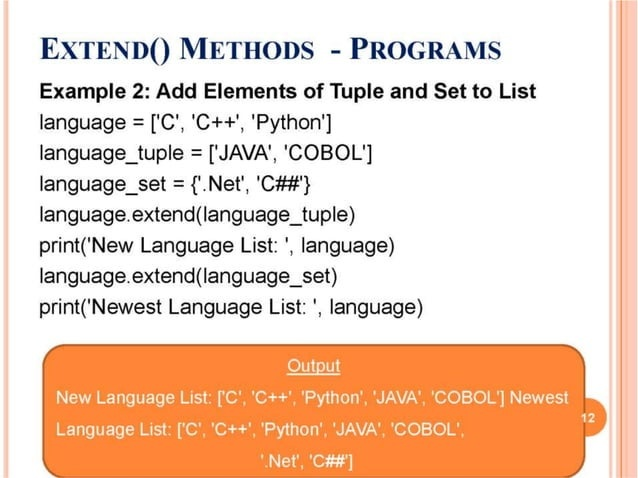 EXTEND() METHODS - PROGRAMS
Example 2: Add Elements of Tuple and Set to List
language = ['C', 'C++', 'Python']
language_tuple = ['JAVA', 'COBOL']
language_set = {'.Net', 'C##'}
language.extend(language_tuple)
print('New Language List: ', language)
language.extend(language_set)
print('Newest Language List: ', language)
Output
New Language List: ['C', 'C++', 'Python', 'JAVA', 'COBOL'] Newest
Language List: ['C', 'C++', 'Python', 'JAVA', 'COBOL',
'.Net', 'C##']
12